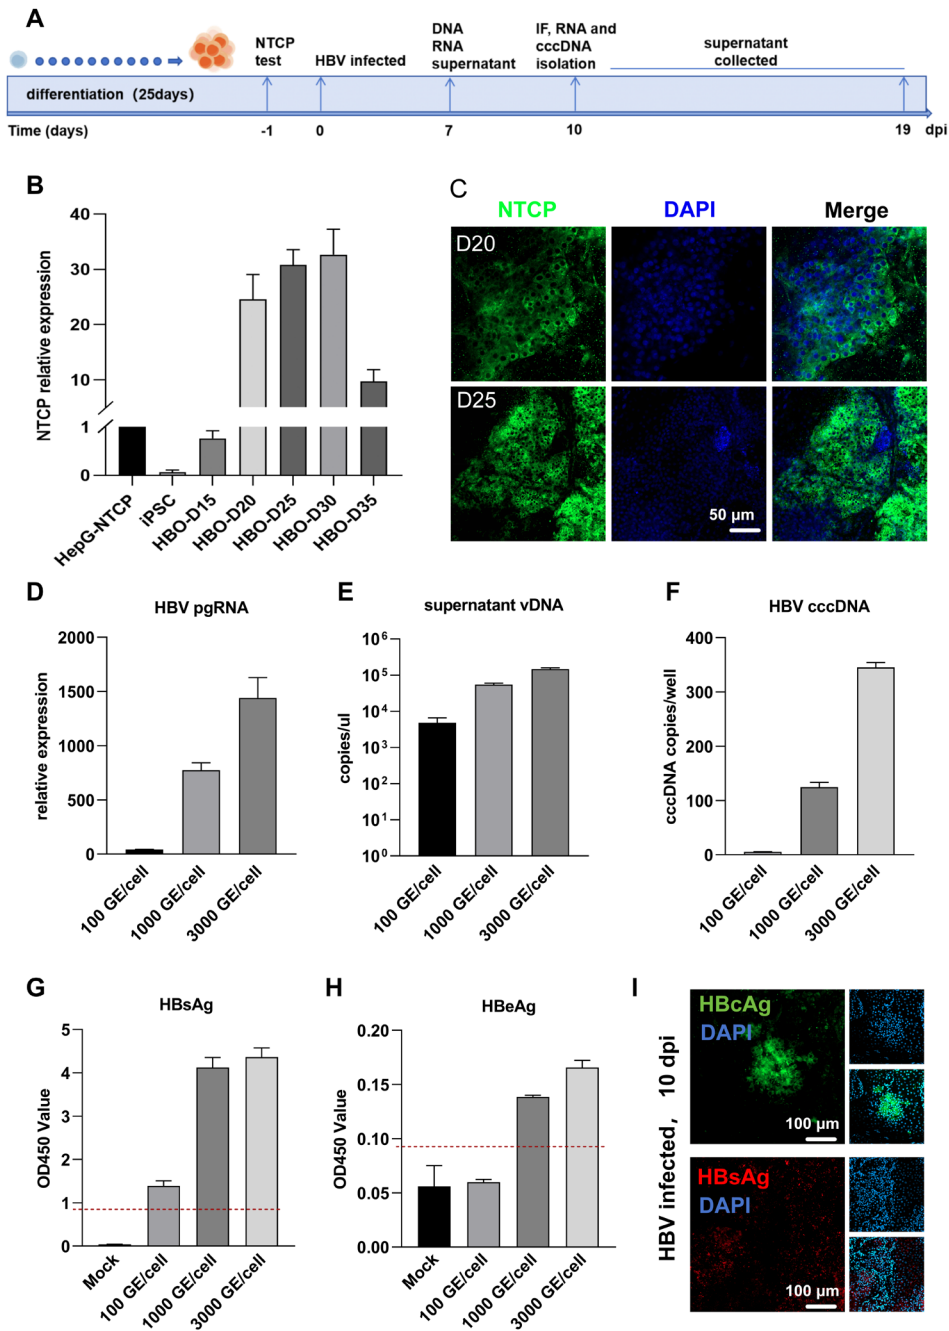 A
NTCP
test
HBV infected
DNA
RNA
supernatant
IF, RNA and
cccDNA
isolation
supernatant
collected
differentiation (25days)
Time (days)
-1
0
7
10
19
dpi
B
NTCP relative expression
40
30
20
10
1
0
HepG-NTCP
iPSC
HBO-D15
HBO-D20
HBO-D25
HBO-D30
HBO-D35
C
NTCP
DAPI
Merge
D20
D25
50 μm
D
HBV pgRNA
relative expression
2000
1500
1000
500
0
100 GE/cell
1000 GE/cell
3000 GE/cell
E
supernatant vDNA
copies/ul
10⁶
10⁵
10⁴
10³
10²
10¹
10⁰
100 GE/cell
1000 GE/cell
3000 GE/cell
F
HBV cccDNA
cccDNA copies/well
400
300
200
100
0
100 GE/cell
1000 GE/cell
3000 GE/cell
G
HBsAg
OD450 Value
5
4
3
2
1
0
Mock
100 GE/cell
1000 GE/cell
3000 GE/cell
H
HBeAg
OD450 Value
0.20
0.15
0.10
0.05
0.00
Mock
100 GE/cell
1000 GE/cell
3000 GE/cell
I
HBV infected, 10 dpi
HBcAg
DAPI
100 μm
HBsAg
DAPI
100 μm